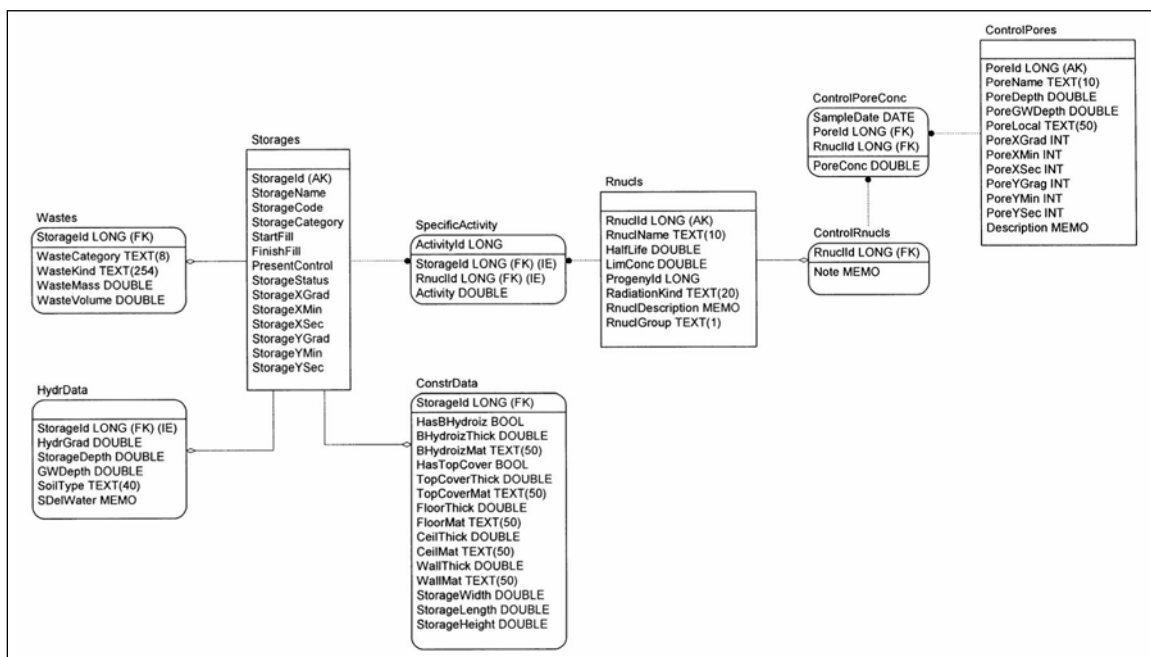 Wastes
StorageId LONG (FK)
WasteCategory TEXT(8)
WasteKind TEXT(254)
WasteMass DOUBLE
WasteVolume DOUBLE
HydrData
StorageId LONG (FK) (IE)
HydrGrad DOUBLE
StorageDepth DOUBLE
GWDepth DOUBLE
SoilType TEXT(40)
SDelWater MEMO
Storages
StorageId (AK)
StorageName
StorageCode
StorageCategory
StartFill
FinishFill
PresentControl
StorageStatus
StorageXGrad
StorageXMin
StorageXSec
StorageYGrad
StorageYMin
StorageYSec
SpecificActivity
ActivityId LONG
StorageId LONG (FK) (IE)
RnuclId LONG (FK) (IE)
Activity DOUBLE
ConstrData
StorageId LONG (FK)
HasBHydroiz BOOL
BHydroizThick DOUBLE
BHydroizMat TEXT(50)
HasTopCover BOOL
TopCoverThick DOUBLE
TopCoverMat TEXT(50)
FloorThick DOUBLE
FloorMat TEXT(50)
CeilThick DOUBLE
CeilMat TEXT(50)
WallThick DOUBLE
WallMat TEXT(50)
StorageWidth DOUBLE
StorageLength DOUBLE
StorageHeight DOUBLE
Rnucls
RnuclId LONG (AK)
RnuclName TEXT(10)
HalfLife DOUBLE
LimConc DOUBLE
ProgenyId LONG
RadiationKind TEXT(20)
RnuclDescription MEMO
RnuclGroup TEXT(1)
ControlPoreConc
SampleDate DATE
PoreId LONG (FK)
RnuclId LONG (FK)
PoreConc DOUBLE
ControlRnucls
RnuclId LONG (FK)
Note MEMO
ControlPores
PoreId LONG (AK)
PoreName TEXT(10)
PoreDepth DOUBLE
PoreGWDepth DOUBLE
PoreLocal TEXT(50)
PoreXGrad INT
PoreXMin INT
PoreXSec INT
PoreYGrag INT
PoreYMin INT
PoreYSec INT
Description MEMO